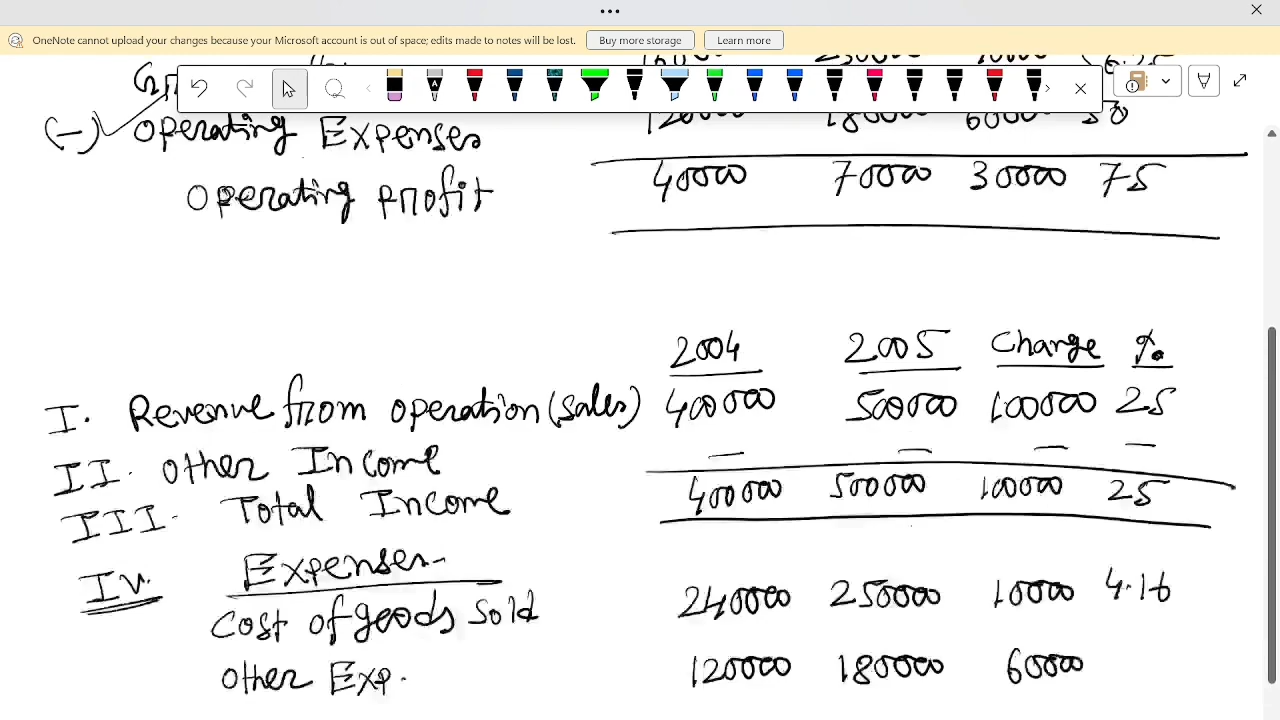 OneNote cannot upload your changes because your Microsoft account is out of space; edits made to notes will be lost. Buy more storage Learn more
(-) Operating Expenses 120000 180000 60000 50
Operating profit 40000 70000 30000 75
2004 2005 Change %
I. Revenue from operation (sales) 400000 500000 100000 25
II. Other Income — — — —
III. Total Income 400000 500000 100000 25
Iv. Expenses
Cost of goods sold 240000 250000 10000 4.16
Other Exp. 120000 180000 60000